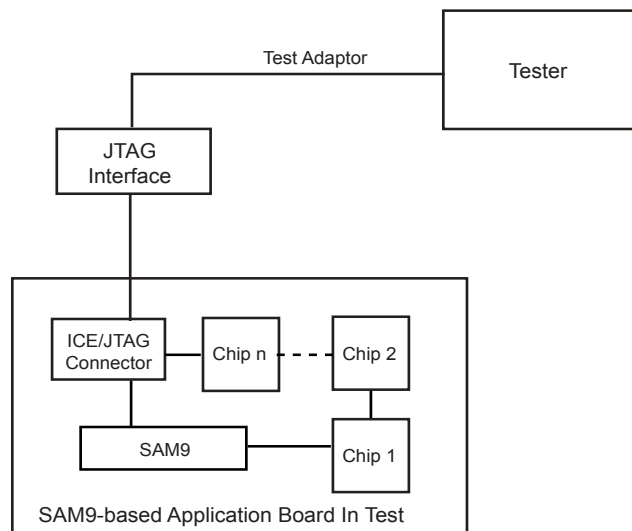 Test Adaptor
Tester
JTAG
Interface
ICE/JTAG
Connector
Chip n
Chip 2
SAM9
Chip 1
SAM9-based Application Board In Test